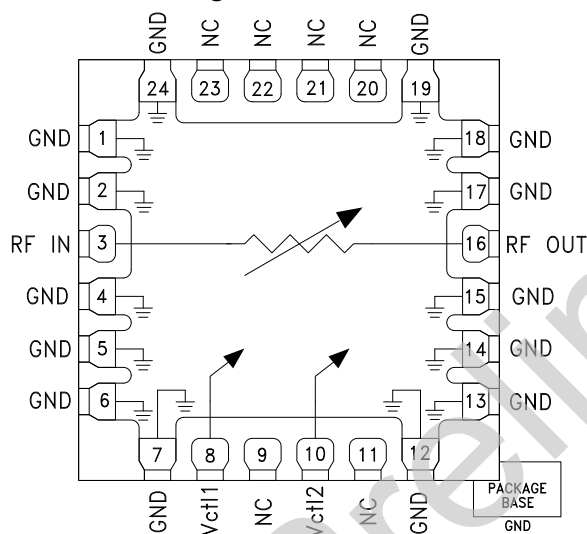 GND NC NC NC NC GND
24 23 22 21 20 19
GND 1 18 GND
GND 2 17 GND
RF IN 3 16 RF OUT
GND 4 15 GND
GND 5 14 GND
GND 6 13 GND
7 8 9 10 11 12
GND Vctl1 NC Vctl2 NC GND
PACKAGE
BASE
GND